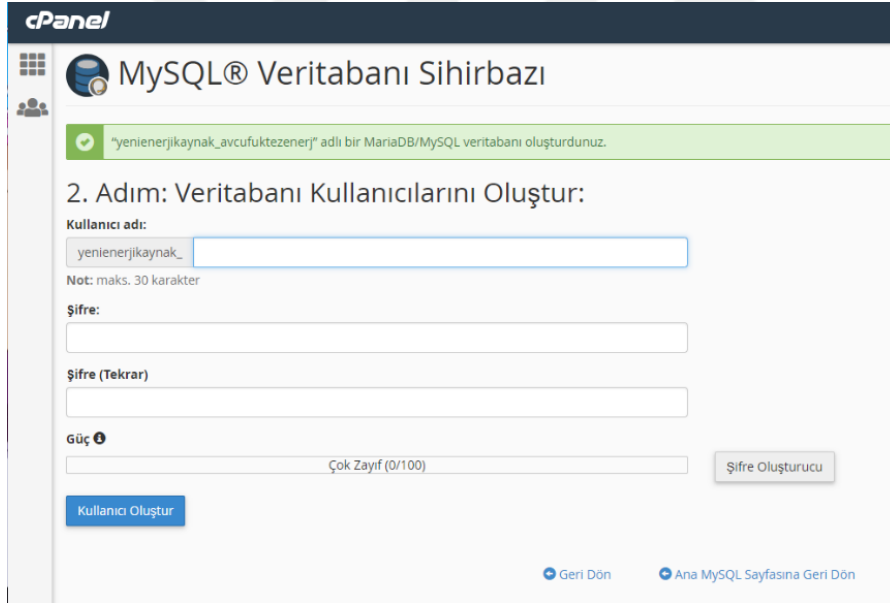 cPanel
MySQL® Veritabanı Sihirbazı
"yenienerjikaynak_avcufuktezenerj" adlı bir MariaDB/MySQL veritabanı oluşturdunuz.
2. Adım: Veritabanı Kullanıcılarını Oluştur:
Kullanıcı adı:
yenienerjikaynak_
Not: maks. 30 karakter
Şifre:
Şifre (Tekrar)
Güç
Çok Zayıf (0/100)
Şifre Oluşturucu
Kullanıcı Oluştur
Geri Dön
Ana MySQL Sayfasına Geri Dön